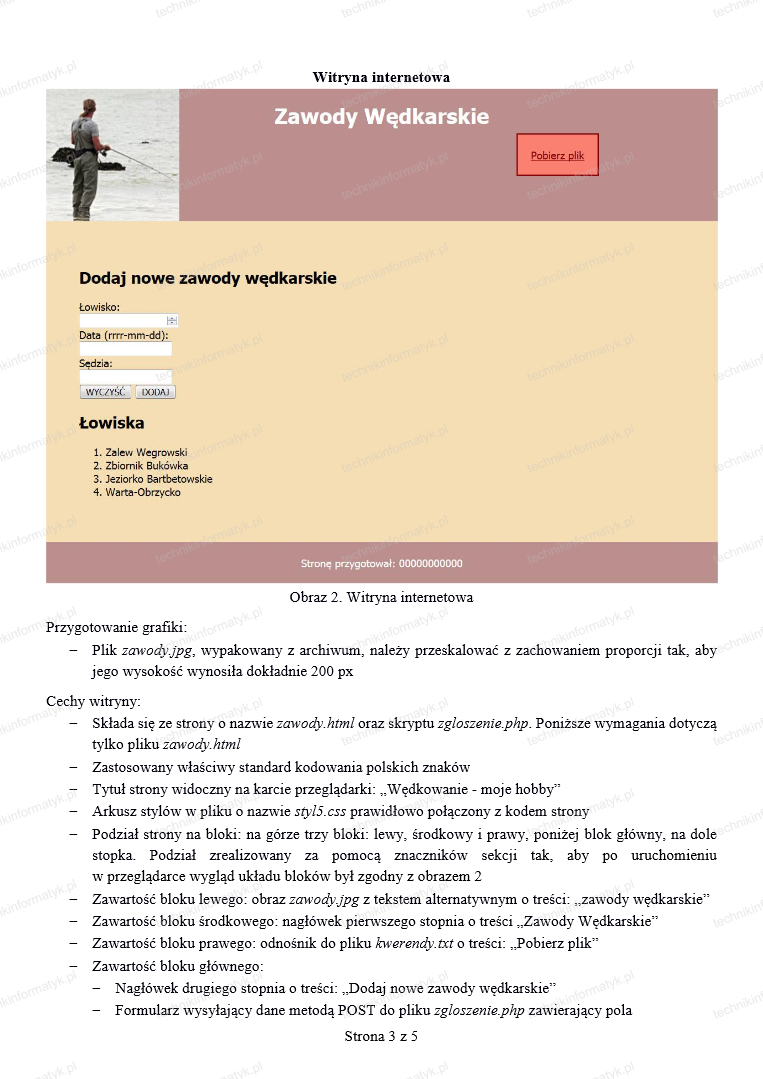 Witryna internetowa
Zawody Wędkarskie
Pobierz plik
Dodaj nowe zawody wędkarskie
Łowisko:
Data (rrrr-mm-dd):
Sędzia:
WYCZYŚĆ DODAJ
Łowiska
1. Zalew Wegrowski
2. Zbiornik Bukówka
3. Jeziorko Bartbetowskie
4. Warta-Obrzycko
Stronę przygotował: 00000000000
Obraz 2. Witryna internetowa
Przygotowanie grafiki:
– Plik zawody.jpg, wypakowany z archiwum, należy przeskalować z zachowaniem proporcji tak, aby
jego wysokość wynosiła dokładnie 200 px
Cechy witryny:
– Składa się ze strony o nazwie zawody.html oraz skryptu zgloszenie.php. Poniższe wymagania dotyczą
tylko pliku zawody.html
– Zastosowany właściwy standard kodowania polskich znaków
– Tytuł strony widoczny na karcie przeglądarki: „Wędkowanie - moje hobby”
– Arkusz stylów w pliku o nazwie styl5.css prawidłowo połączony z kodem strony
– Podział strony na bloki: na górze trzy bloki: lewy, środkowy i prawy, poniżej blok główny, na dole
stopka. Podział zrealizowany za pomocą znaczników sekcji tak, aby po uruchomieniu
w przeglądarce wygląd układu bloków był zgodny z obrazem 2
– Zawartość bloku lewego: obraz zawody.jpg z tekstem alternatywnym o treści: „zawody wędkarskie”
– Zawartość bloku środkowego: nagłówek pierwszego stopnia o treści „Zawody Wędkarskie”
– Zawartość bloku prawego: odnośnik do pliku kwerendy.txt o treści: „Pobierz plik”
– Zawartość bloku głównego:
– Nagłówek drugiego stopnia o treści: „Dodaj nowe zawody wędkarskie”
– Formularz wysyłający dane metodą POST do pliku zgloszenie.php zawierający pola
Strona 3 z 5
technikinformatyk.pl